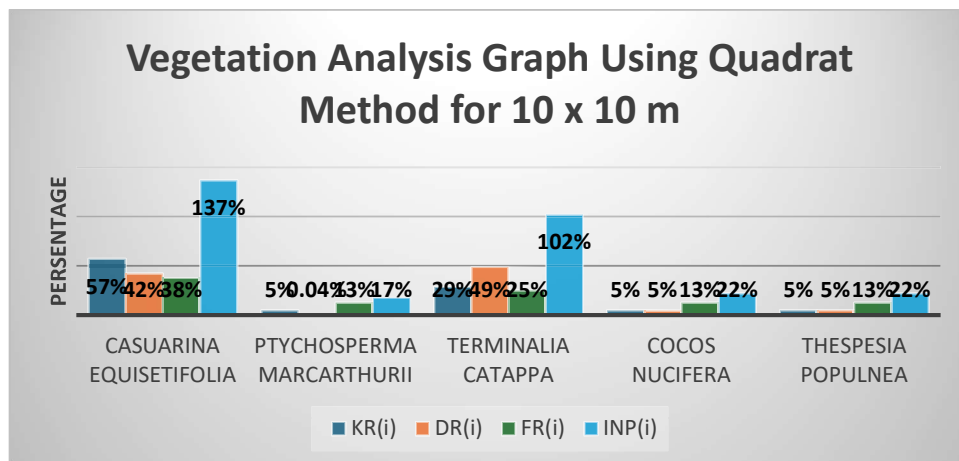 Vegetation Analysis Graph Using Quadrat
Method for 10 x 10 m
PERSENTAGE
57% 42% 38% 137%
5% 0.04% 13% 17%
29% 49% 25% 102%
5% 5% 13% 22%
5% 5% 13% 22%
CASUARINA
EQUISETIFOLIA
PTYCHOSPERMA
MARCARTHURII
TERMINALIA
CATAPPA
COCOS
NUCIFERA
THESPESIA
POPULNEA
KR(i) DR(i) FR(i) INP(i)